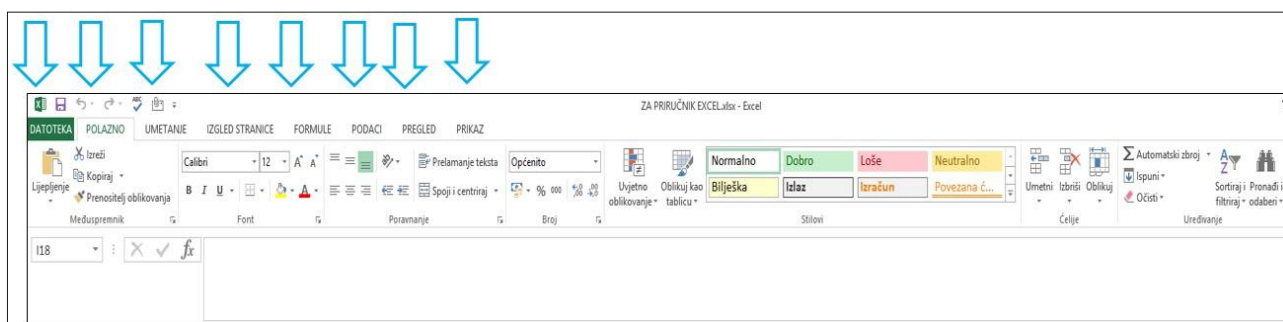 ZA PRIRUČNIK EXCEL.xlsx - Excel
DATOTEKA POLAZNO UMETANJE IZGLED STRANICE FORMULE PODACI PREGLED PRIKAZ
Lijepljenje
Izreži
Kopiraj
Prenositelj oblikovanja
Međuspremnik
Calibri 12 A A
B I U A
Font
Prelamanje teksta
Spoji i centriraj
Poravnanje
Općenito
% 000
Broj
Uvjetno oblikovanje
Oblikuj kao tablicu
Normalno Dobro Loše Neutralno
Bilješka Izlaz Izračun Povezana ć...
Stilovi
Umetni Izbriši Oblikuj
Ćelije
Automatski zbroj
Ispuni
Očisti
Sortiraj i filtriraj
Pronađi i odaberi
Uređivanje
I18 fx